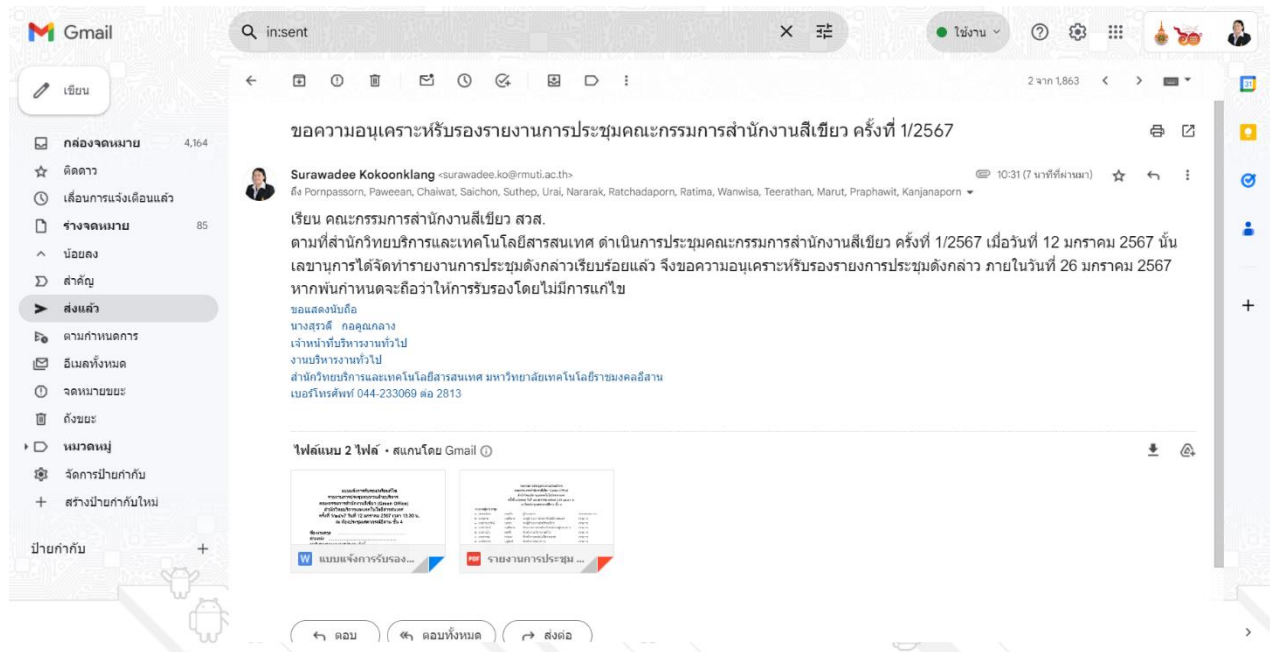 Gmail
in:sent
ใช้งาน
เขียน
2 จาก 1,863
31
กล่องจดหมาย 4,164
ติดดาว
เลื่อนการแจ้งเตือนแล้ว
ร่างจดหมาย 85
น้อยลง
สำคัญ
ส่งแล้ว
ตามกำหนดการ
อีเมลทั้งหมด
จดหมายขยะ
ถังขยะ
หมวดหมู่
จัดการป้ายกำกับ
สร้างป้ายกำกับใหม่
ป้ายกำกับ
ขอความอนุเคราะห์รับรองรายงานการประชุมคณะกรรมการสำนักงานสีเขียว ครั้งที่ 1/2567
Surawadee Kokoonklang <surawadee.ko@rmuti.ac.th>
10:31 (7 นาทีที่ผ่านมา)
ถึง Pornpassorn, Paweean, Chaiwat, Saichon, Suthep, Urai, Nararak, Ratchadaporn, Ratima, Wanwisa, Teerathan, Marut, Praphawit, Kanjanaporn
เรียน คณะกรรมการสำนักงานสีเขียว สวส.
ตามที่สำนักวิทยบริการและเทคโนโลยีสารสนเทศ ดำเนินการประชุมคณะกรรมการสำนักงานสีเขียว ครั้งที่ 1/2567 เมื่อวันที่ 12 มกราคม 2567 นั้น
เลขานุการได้จัดทำรายงานการประชุมดังกล่าวเรียบร้อยแล้ว จึงขอความอนุเคราะห์รับรองรายงการประชุมดังกล่าว ภายในวันที่ 26 มกราคม 2567
หากพ้นกำหนดจะถือว่าให้การรับรองโดยไม่มีการแก้ไข
ขอแสดงนับถือ
นางสุรวดี กอคูณกลาง
เจ้าหน้าที่บริหารงานทั่วไป
งานบริหารงานทั่วไป
สำนักวิทยบริการและเทคโนโลยีสารสนเทศ มหาวิทยาลัยเทคโนโลยีราชมงคลอีสาน
เบอร์โทรศัพท์ 044-233069 ต่อ 2813
ไฟล์แนบ 2 ไฟล์ • สแกนโดย Gmail
W แบบแจ้งการรับรอง...
PDF รายงานการประชุม ...
ตอบ
ตอบทั้งหมด
ส่งต่อ